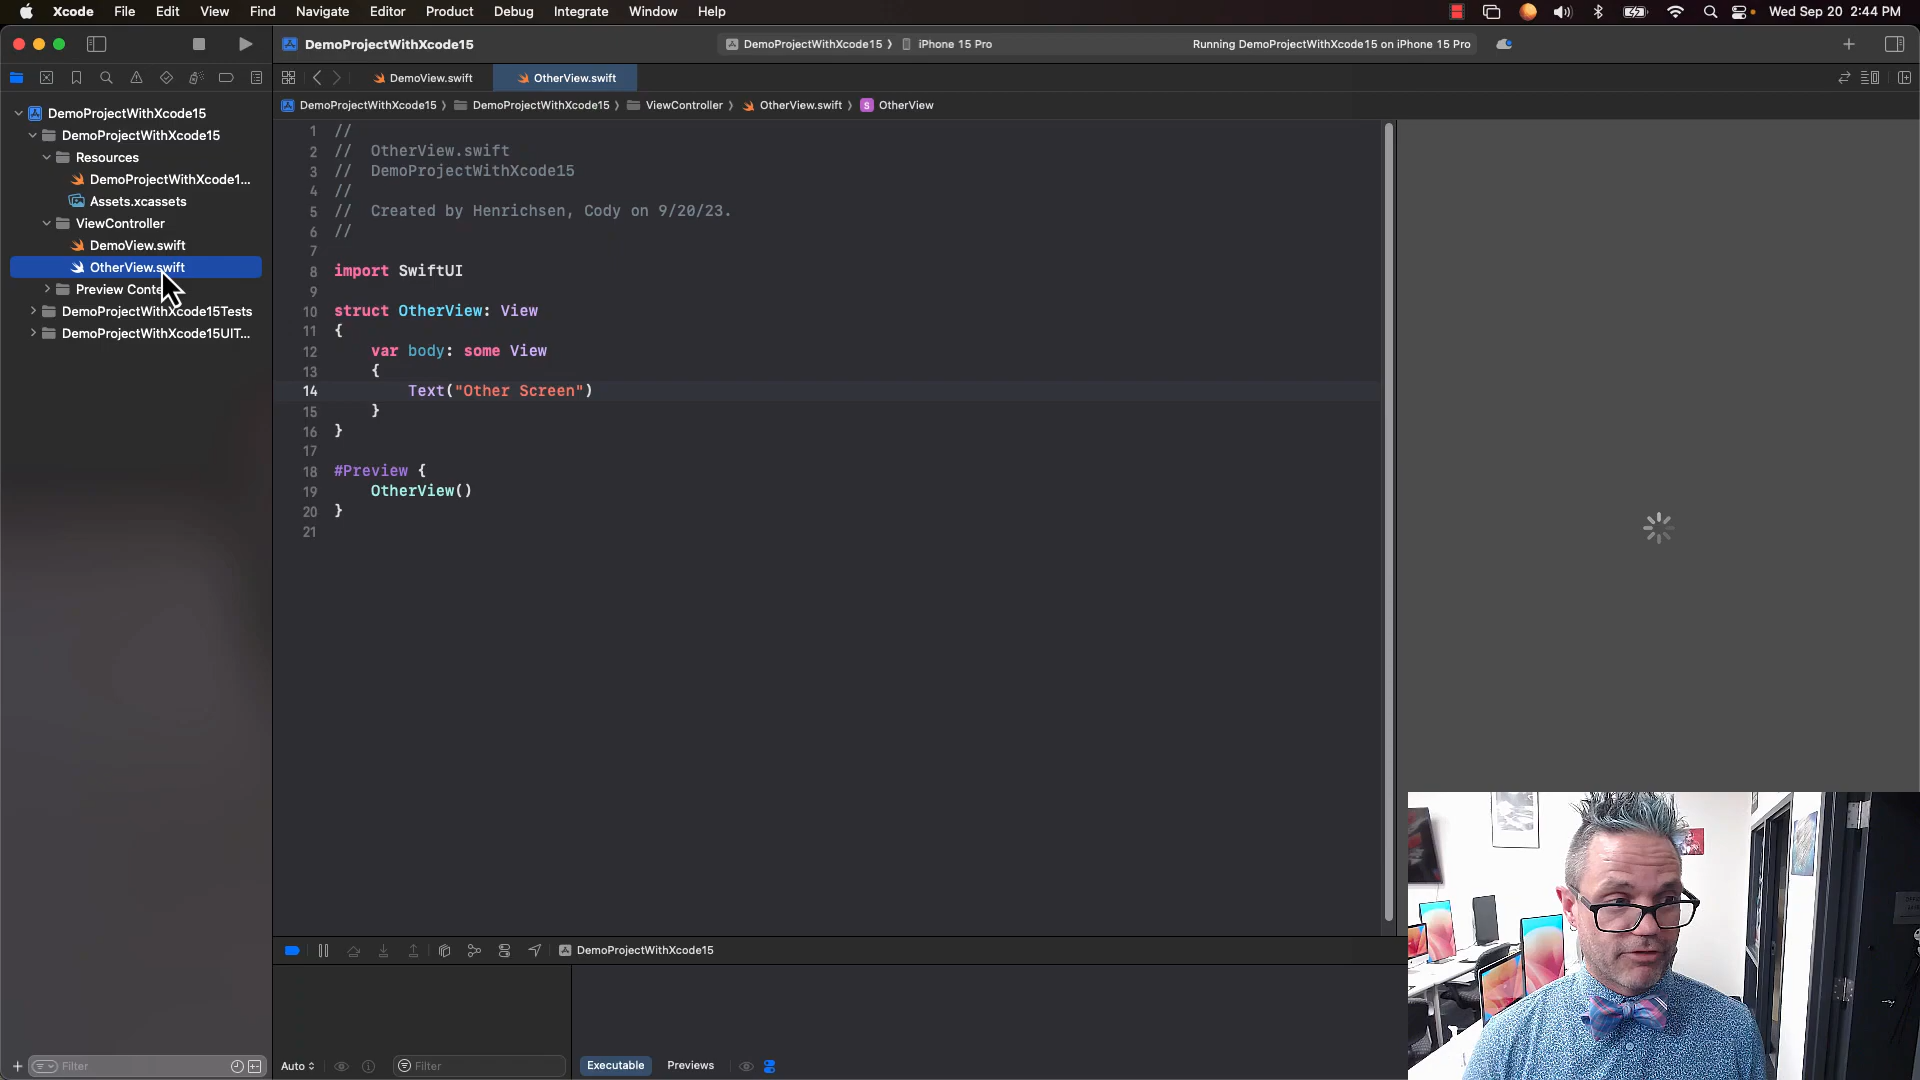 Xcode File Edit View Find Navigate Editor Product Debug Integrate Window Help Wed Sep 20 2:44 PM
DemoProjectWithXcode15 DemoProjectWithXcode15 ⟩ iPhone 15 Pro Running DemoProjectWithXcode15 on iPhone 15 Pro
DemoView.swift OtherView.swift
DemoProjectWithXcode15 ⟩ DemoProjectWithXcode15 ⟩ ViewController ⟩ OtherView.swift ⟩ S OtherView
DemoProjectWithXcode15
DemoProjectWithXcode15
Resources
DemoProjectWithXcode1...
Assets.xcassets
ViewController
DemoView.swift
OtherView.swift
Preview Conte
DemoProjectWithXcode15Tests
DemoProjectWithXcode15UIT...
1 //
2 // OtherView.swift
3 // DemoProjectWithXcode15
4 //
5 // Created by Henrichsen, Cody on 9/20/23.
6 //
7
8 import SwiftUI
9
10 struct OtherView: View
11 {
12 var body: some View
13 {
14 Text("Other Screen")
15 }
16 }
17
18 #Preview {
19 OtherView()
20 }
21
DemoProjectWithXcode15
Filter Auto Filter Executable Previews